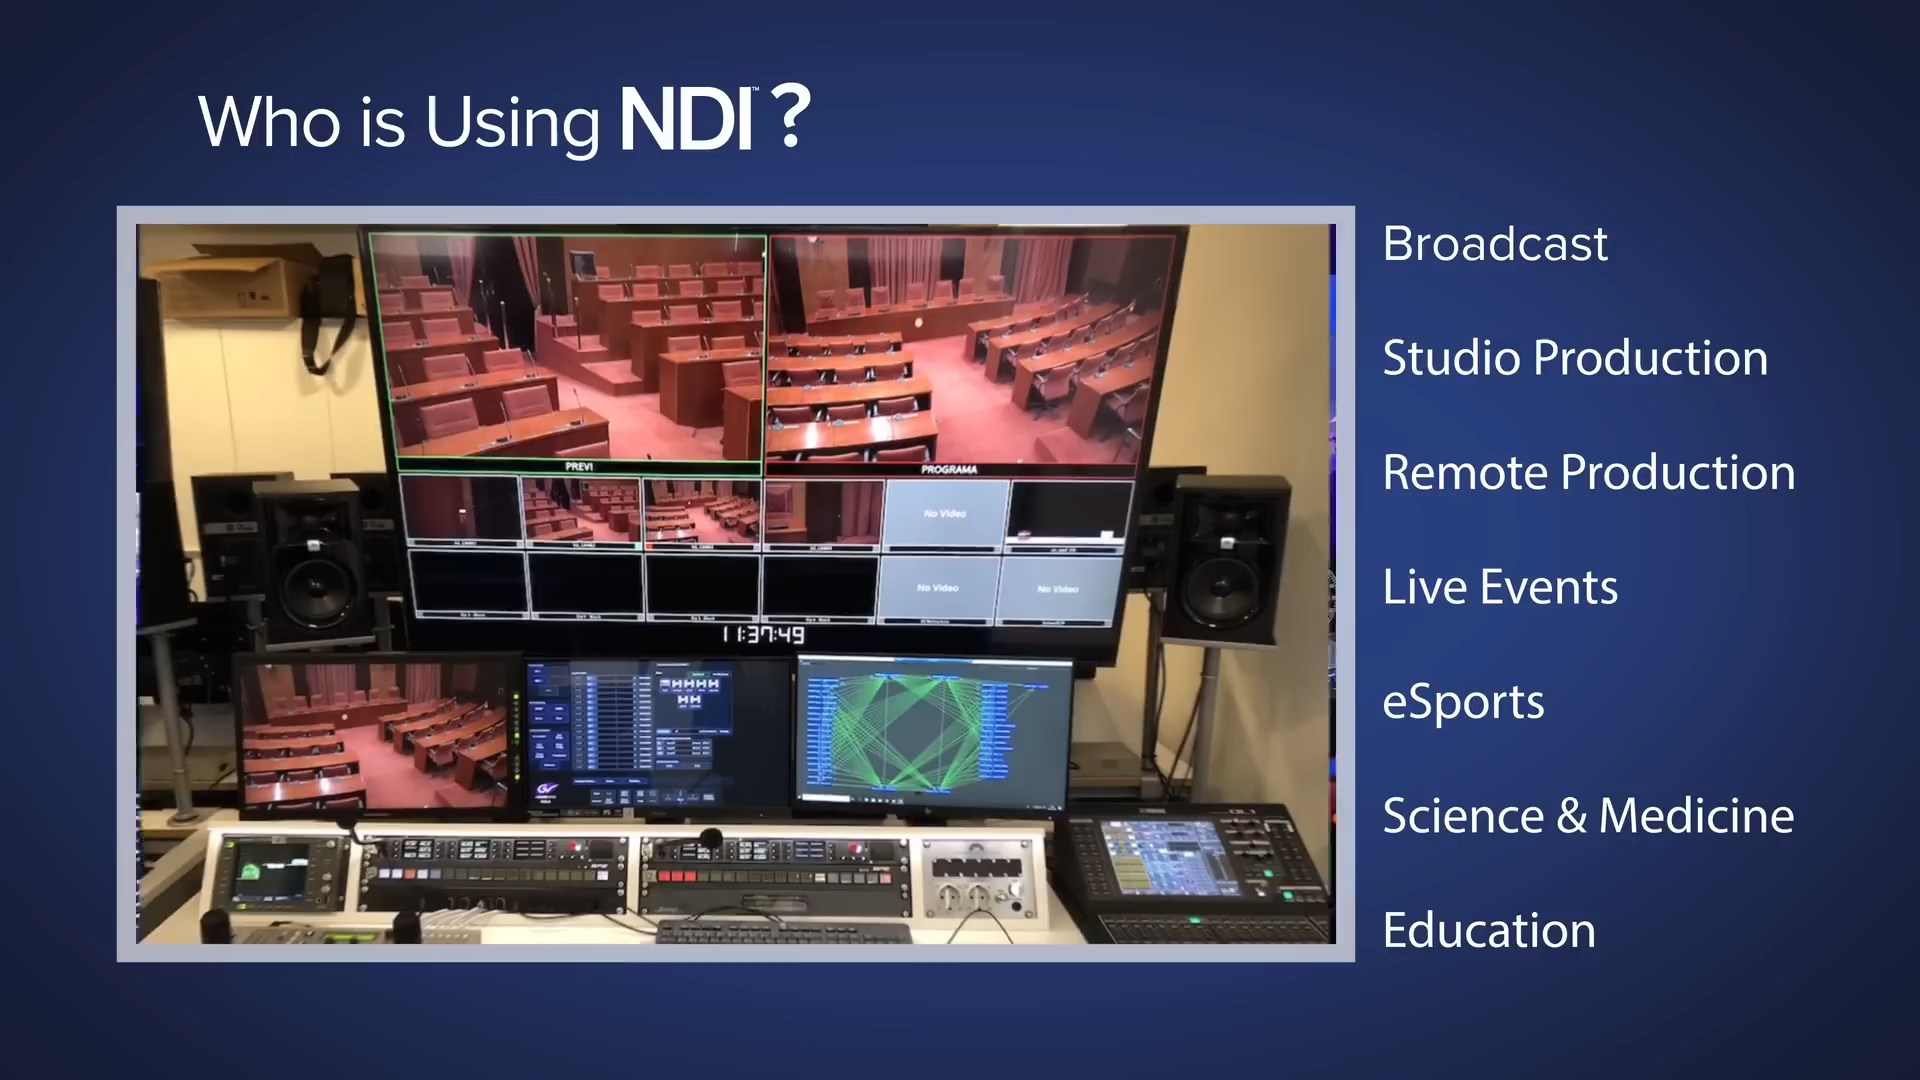 Who is Using NDI™?
Broadcast
Studio Production
Remote Production
Live Events
eSports
Science & Medicine
Education
PREVI
PROGRAMA
No Video
No Video
No Video
11:37:49